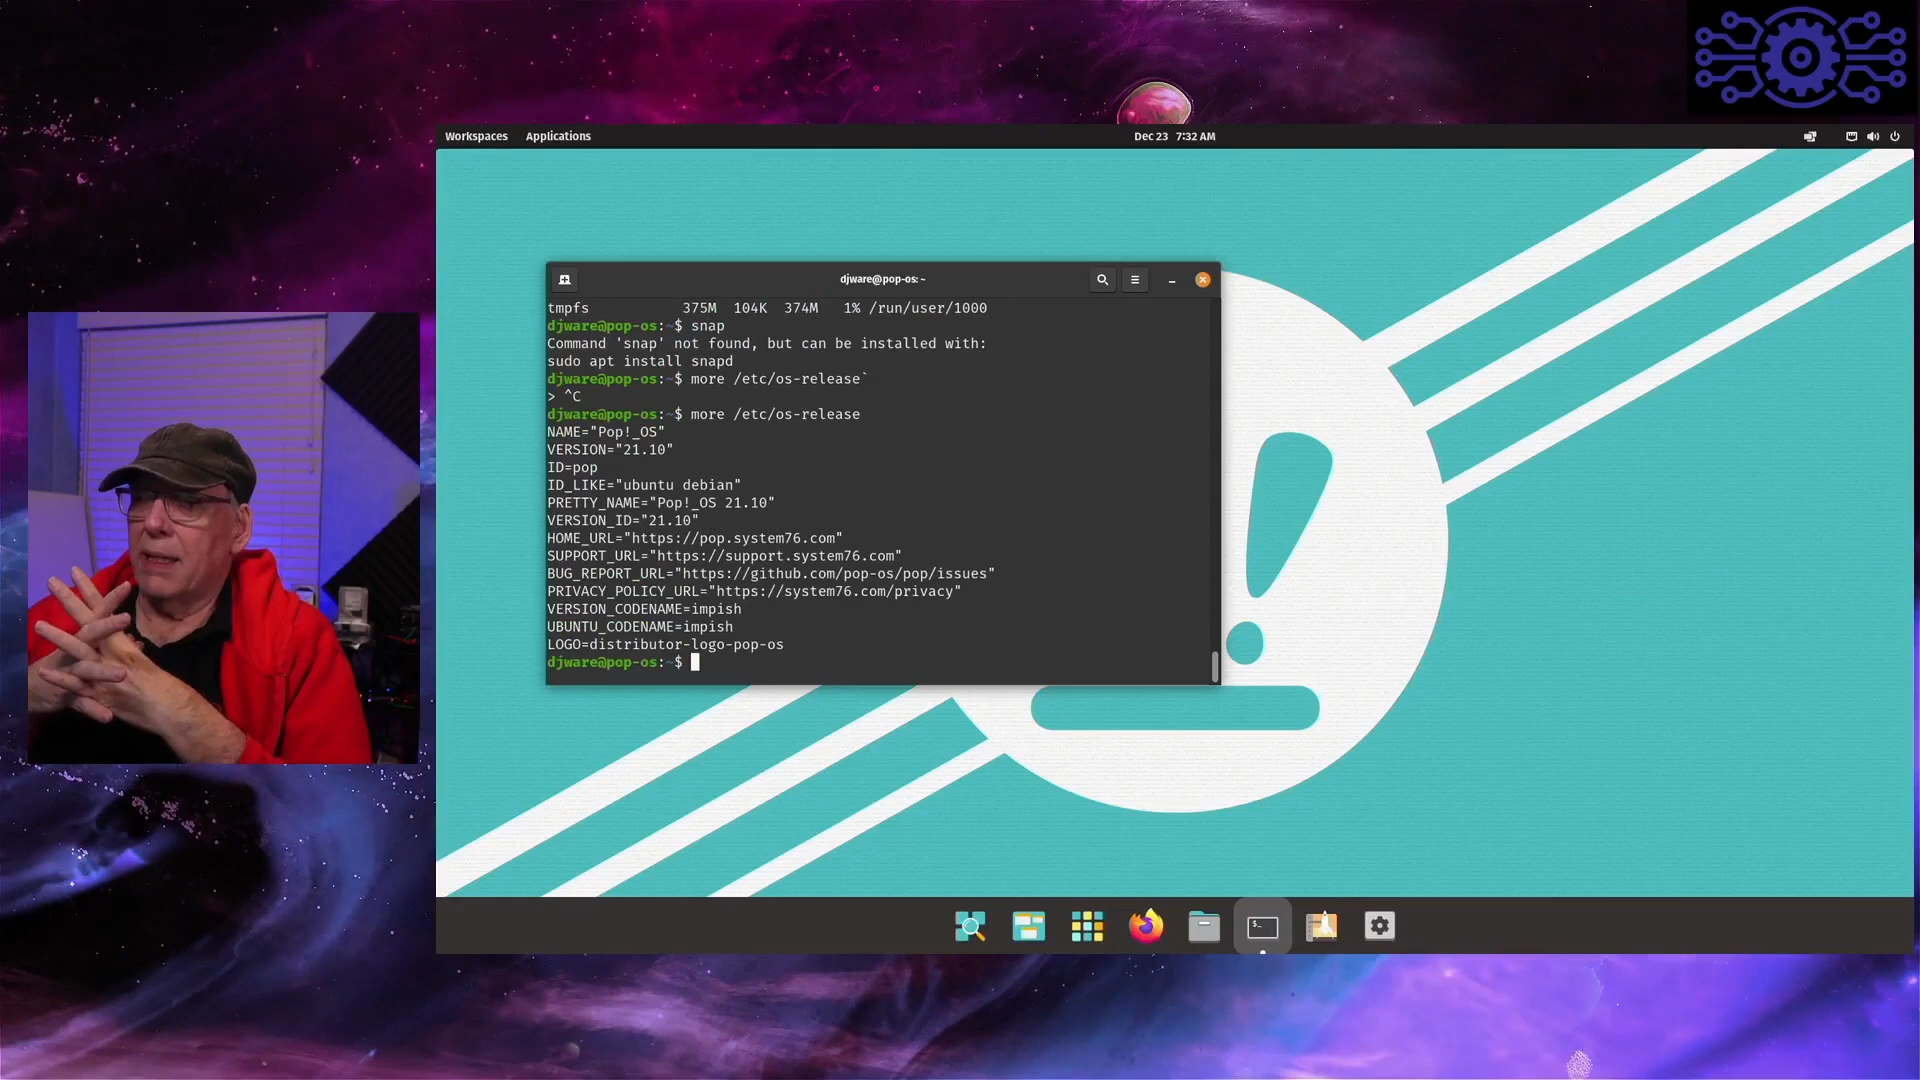 Workspaces Applications Dec 23 7:32 AM
djware@pop-os: ~
tmpfs 375M 104K 374M 1% /run/user/1000
djware@pop-os:~$ snap
Command 'snap' not found, but can be installed with:
sudo apt install snapd
djware@pop-os:~$ more /etc/os-release`
> ^C
djware@pop-os:~$ more /etc/os-release
NAME="Pop!_OS"
VERSION="21.10"
ID=pop
ID_LIKE="ubuntu debian"
PRETTY_NAME="Pop!_OS 21.10"
VERSION_ID="21.10"
HOME_URL="https://pop.system76.com"
SUPPORT_URL="https://support.system76.com"
BUG_REPORT_URL="https://github.com/pop-os/pop/issues"
PRIVACY_POLICY_URL="https://system76.com/privacy"
VERSION_CODENAME=impish
UBUNTU_CODENAME=impish
LOGO=distributor-logo-pop-os
djware@pop-os:~$